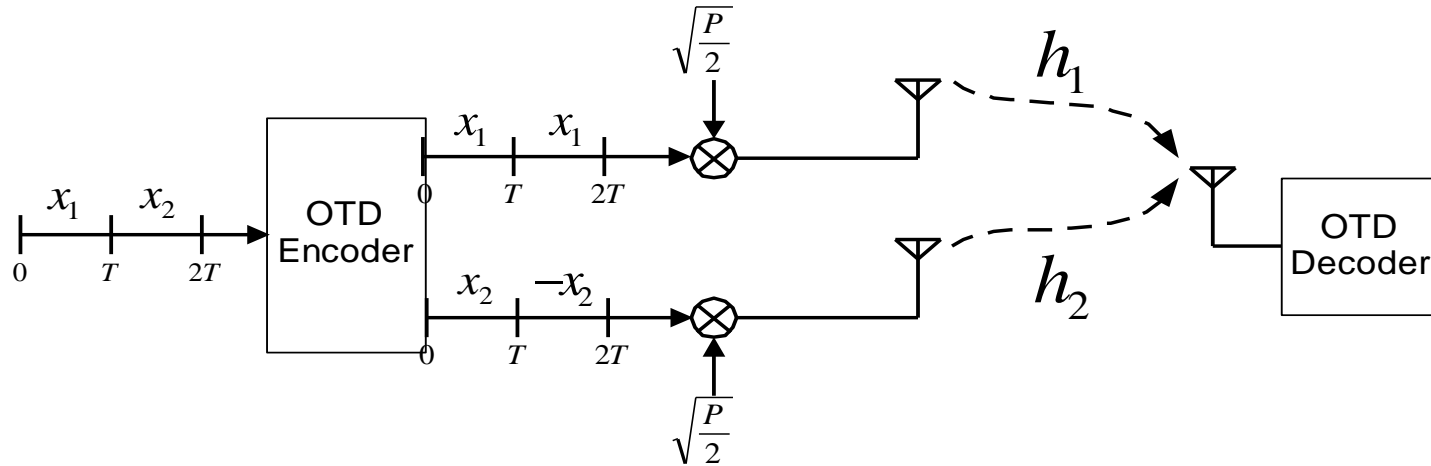 √(P/2)
h₁
x₁ x₁
0 T 2T
x₁ x₂
0 T 2T
OTD
Encoder
OTD
Decoder
x₂ −x₂
0 T 2T
h₂
√(P/2)